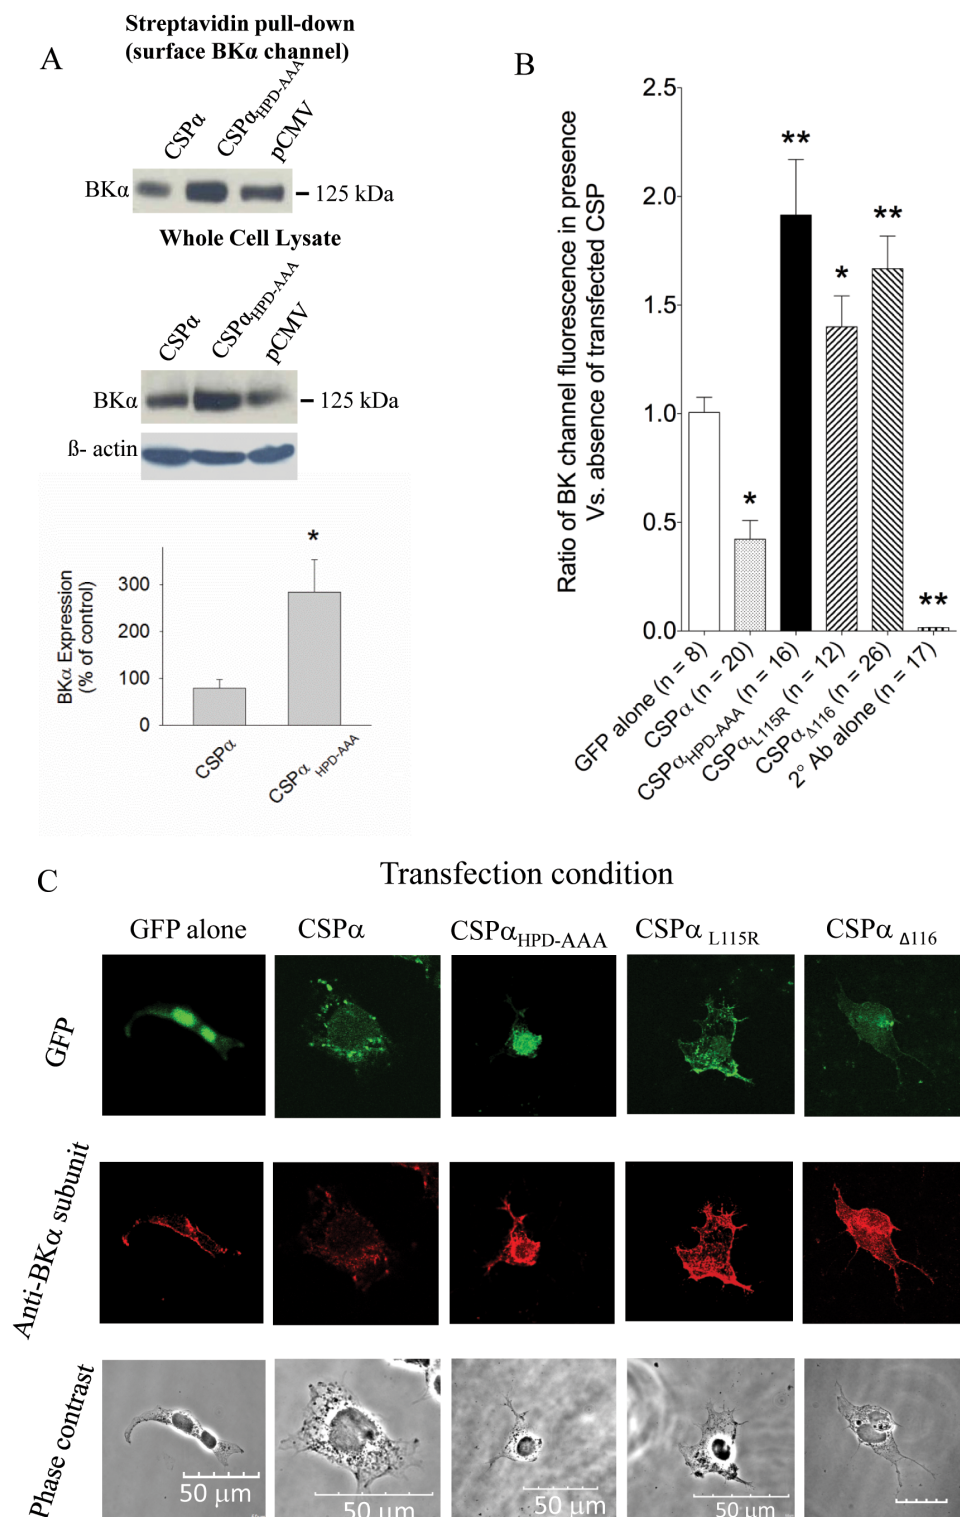 A
Streptavidin pull-down
(surface BKα channel)
CSPα
CSPαHPD-AAA
pCMV
BKα
125 kDa
Whole Cell Lysate
CSPα
CSPαHPD-AAA
pCMV
BKα
125 kDa
ß- actin
BKα Expression
(% of control)
300
200
100
0
*
CSPα
CSPα HPD-AAA
B
Ratio of BK channel fluorescence in presence
Vs. absence of transfected CSP
2.5
2.0
1.5
1.0
0.5
0.0
*
**
*
**
**
GFP alone (n = 8)
CSPα (n = 20)
CSPαHPD-AAA (n = 16)
CSPαL115R (n = 12)
CSPαΔ116 (n = 26)
2° Ab alone (n = 17)
C
Transfection condition
GFP alone
CSPα
CSPαHPD-AAA
CSPα L115R
CSPα Δ116
GFP
Anti-BKα subunit
Phase contrast
50 µm
50 µm
50 µm
50 µm